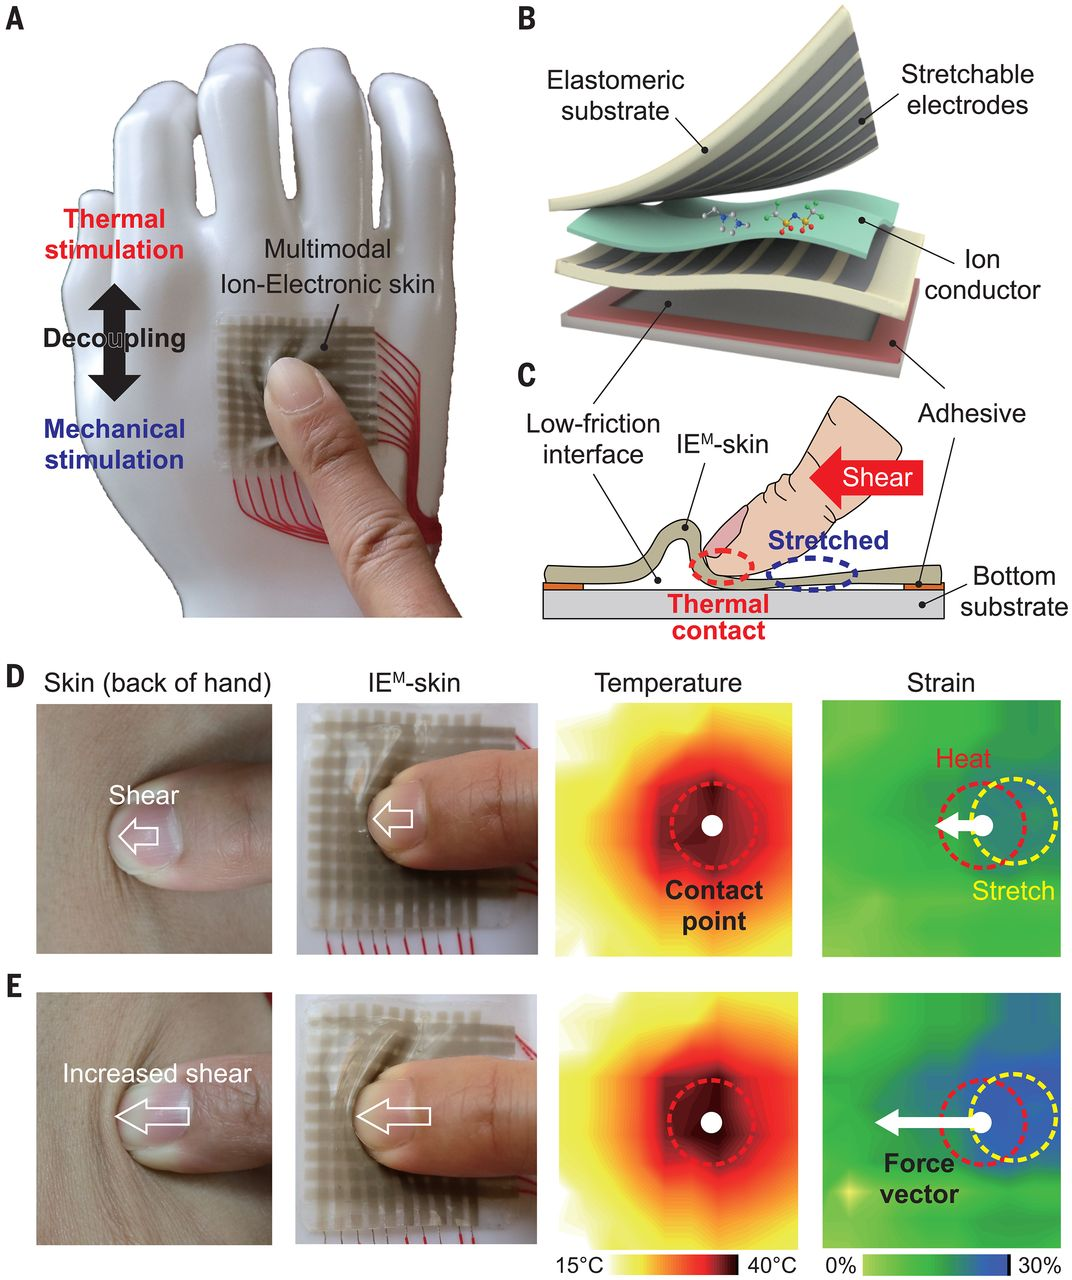 A
Thermal
stimulation
Decoupling
Mechanical
stimulation
Multimodal
Ion-Electronic skin
B
Elastomeric
substrate
Stretchable
electrodes
Ion
conductor
C
Low-friction
interface
IEᴹ-skin
Adhesive
Shear
Stretched
Thermal
contact
Bottom
substrate
D
Skin (back of hand)
IEᴹ-skin
Temperature
Strain
Shear
Contact
point
Heat
Stretch
E
Increased shear
Force
vector
15°C
40°C
0%
30%